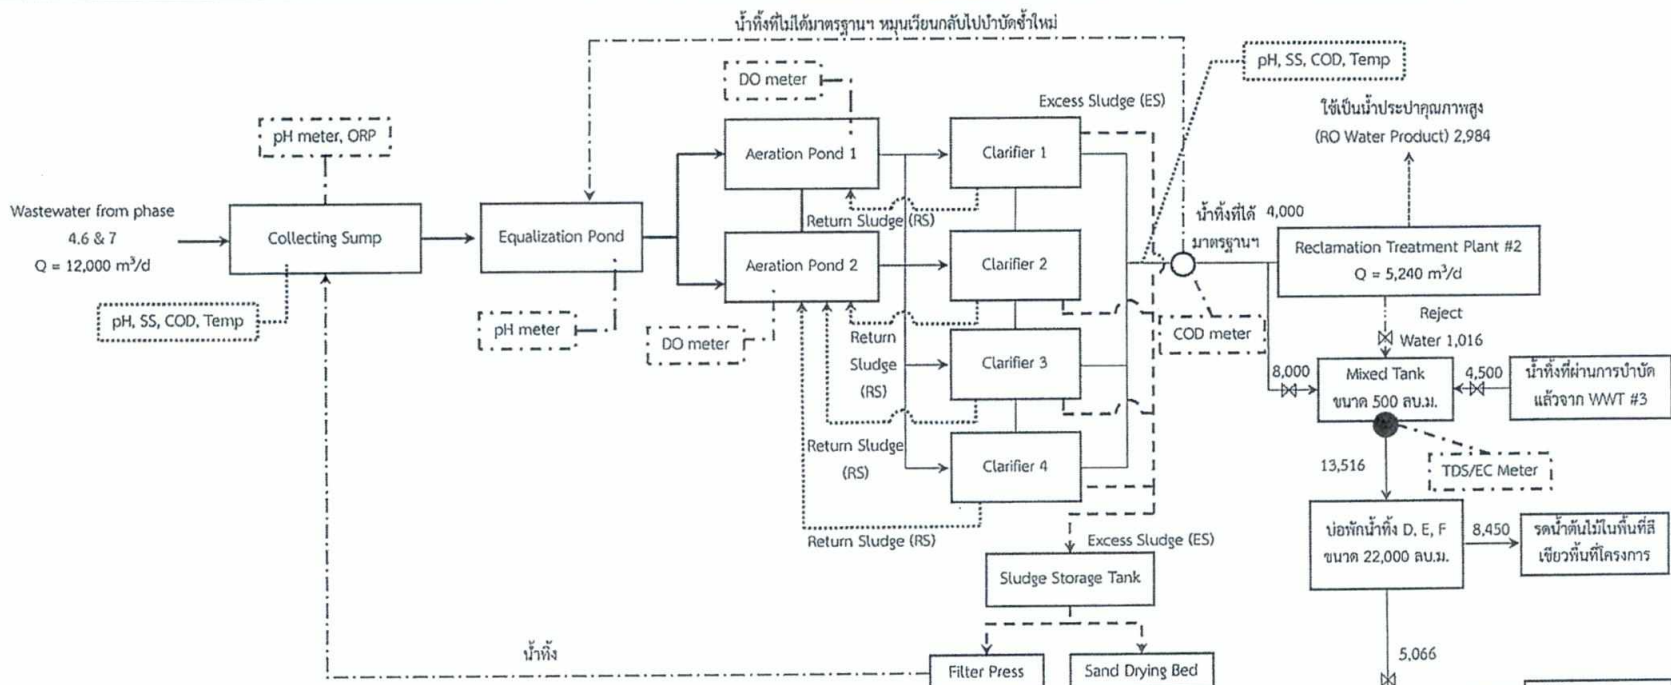 น้ำทิ้งที่ไม่ได้มาตรฐานฯ หมุนเวียนกลับไปบำบัดซ้ำใหม่
pH, SS, COD, Temp
DO meter
Excess Sludge (ES)
ใช้เป็นน้ำประปาคุณภาพสูง
(RO Water Product) 2,984
pH meter, ORP
Aeration Pond 1
Clarifier 1
Wastewater from phase
4.6 & 7
Q = 12,000 m³/d
Collecting Sump
Equalization Pond
Return Sludge (RS)
Aeration Pond 2
Clarifier 2
น้ำทิ้งที่ได้
มาตรฐานฯ
4,000
Reclamation Treatment Plant #2
Q = 5,240 m³/d
pH, SS, COD, Temp
pH meter
DO meter
Return
Sludge
(RS)
Clarifier 3
COD meter
Reject
Water 1,016
8,000
Mixed Tank
ขนาด 500 ลบ.ม.
4,500
น้ำทิ้งที่ผ่านการบำบัด
แล้วจาก WWT #3
Return Sludge
(RS)
Clarifier 4
13,516
TDS/EC Meter
Return Sludge (RS)
Excess Sludge (ES)
บ่อพักน้ำทิ้ง D, E, F
ขนาด 22,000 ลบ.ม.
8,450
รดน้ำต้นไม้ในพื้นที่สี
เขียวพื้นที่โครงการ
Sludge Storage Tank
น้ำทิ้ง
Filter Press
Sand Drying Bed
5,066